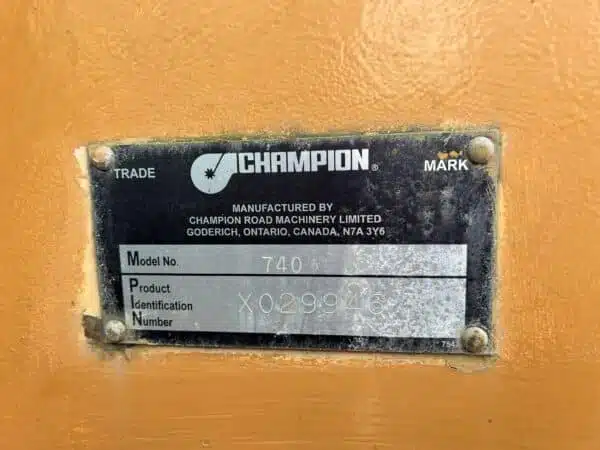 TRADE CHAMPION® MARK
MANUFACTURED BY
CHAMPION ROAD MACHINERY LIMITED
GODERICH, ONTARIO, CANADA, N7A 3Y6
Model No. 740
Product
Identification
Number